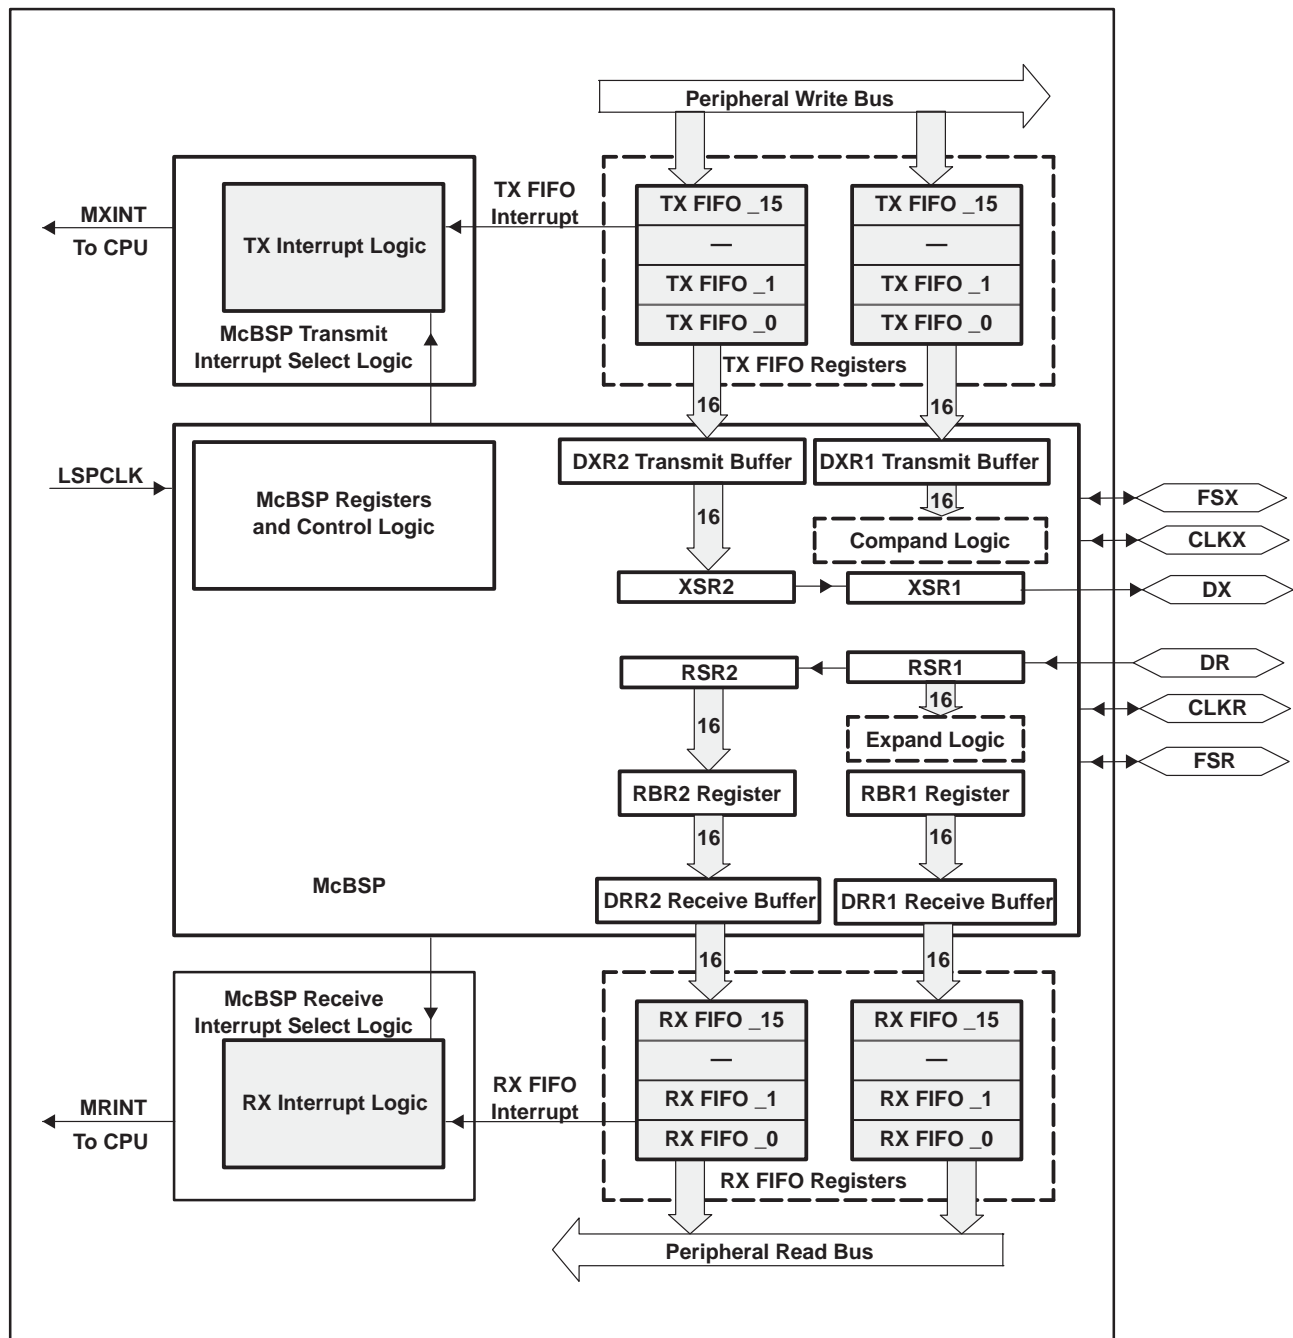 Peripheral Write Bus
MXINT
To CPU
TX Interrupt Logic
McBSP Transmit
Interrupt Select Logic
TX FIFO
Interrupt
TX FIFO _15
—
TX FIFO _1
TX FIFO _0
TX FIFO _15
—
TX FIFO _1
TX FIFO _0
TX FIFO Registers
16
16
LSPCLK
McBSP Registers
and Control Logic
DXR2 Transmit Buffer
DXR1 Transmit Buffer
16
16
Compand Logic
XSR2
XSR1
RSR2
RSR1
16
16
Expand Logic
RBR2 Register
RBR1 Register
16
16
McBSP
DRR2 Receive Buffer
DRR1 Receive Buffer
FSX
CLKX
DX
DR
CLKR
FSR
16
16
McBSP Receive
Interrupt Select Logic
RX Interrupt Logic
MRINT
To CPU
RX FIFO
Interrupt
RX FIFO _15
—
RX FIFO _1
RX FIFO _0
RX FIFO _15
—
RX FIFO _1
RX FIFO _0
RX FIFO Registers
Peripheral Read Bus